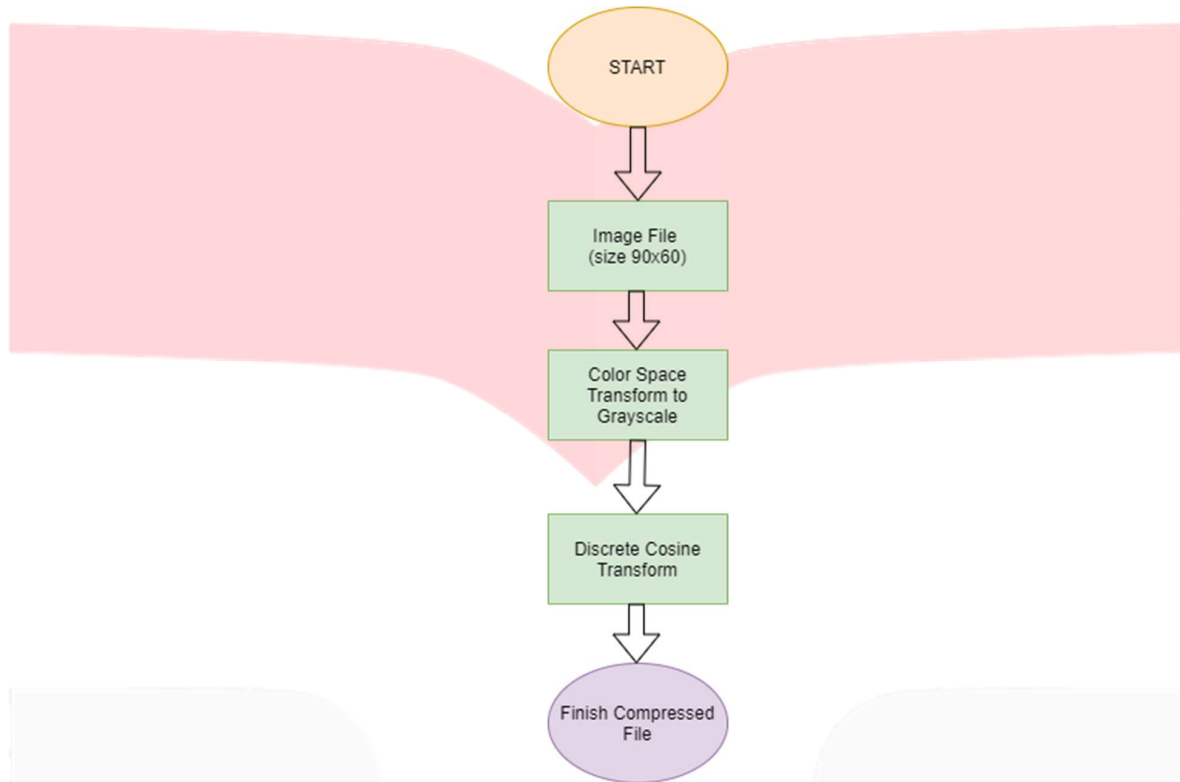 START
Image File
(size 90x60)
Color Space
Transform to
Grayscale
Discrete Cosine
Transform
Finish Compressed
File